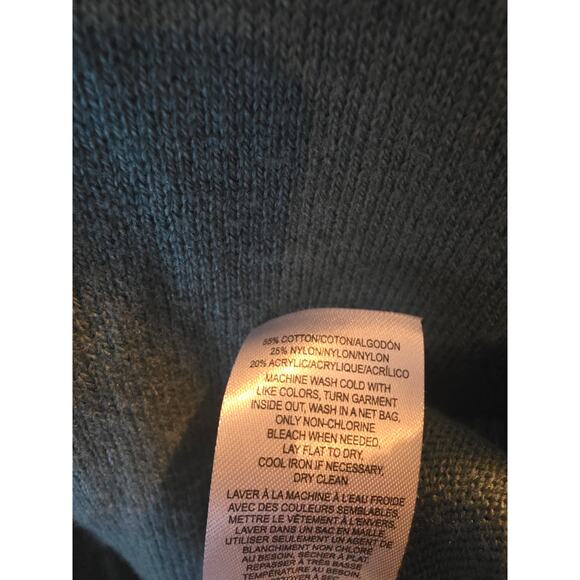 55% COTTON/COTON/ALGODÓN
25% NYLON/NYLON/NYLON
20% ACRYLIC/ACRYLIQUE/ACRÍLICO
MACHINE WASH COLD WITH
LIKE COLORS, TURN GARMENT
INSIDE OUT, WASH IN A NET BAG,
ONLY NON-CHLORINE
BLEACH WHEN NEEDED,
LAY FLAT TO DRY,
COOL IRON IF NECESSARY,
DRY CLEAN
LAVER À LA MACHINE À L'EAU FROIDE
AVEC DES COULEURS SEMBLABLES,
METTRE LE VÊTEMENT À L'ENVERS,
LAVER DANS UN SAC EN MAILLE,
UTILISER SEULEMENT UN AGENT DE
BLANCHIMENT NON CHLORÉ
AU BESOIN, SÉCHER À PLAT,
REPASSER À TRÈS BASSE
TEMPÉRATURE AU BESOIN,